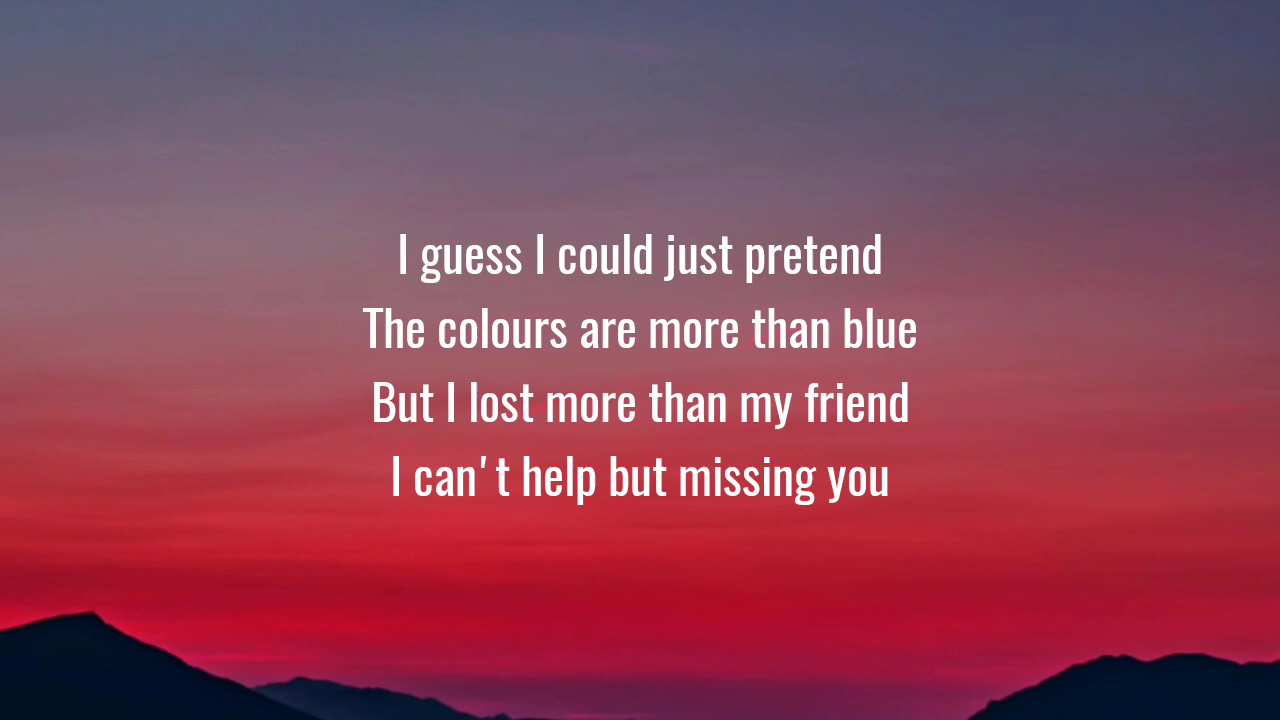 I guess I could just pretend
The colours are more than blue
But I lost more than my friend
I can't help but missing you